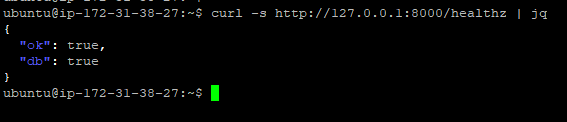 ubuntu@ip-172-31-38-27:~$ curl -s http://127.0.0.1:8000/healthz | jq
{
  "ok": true,
  "db": true
}
ubuntu@ip-172-31-38-27:~$